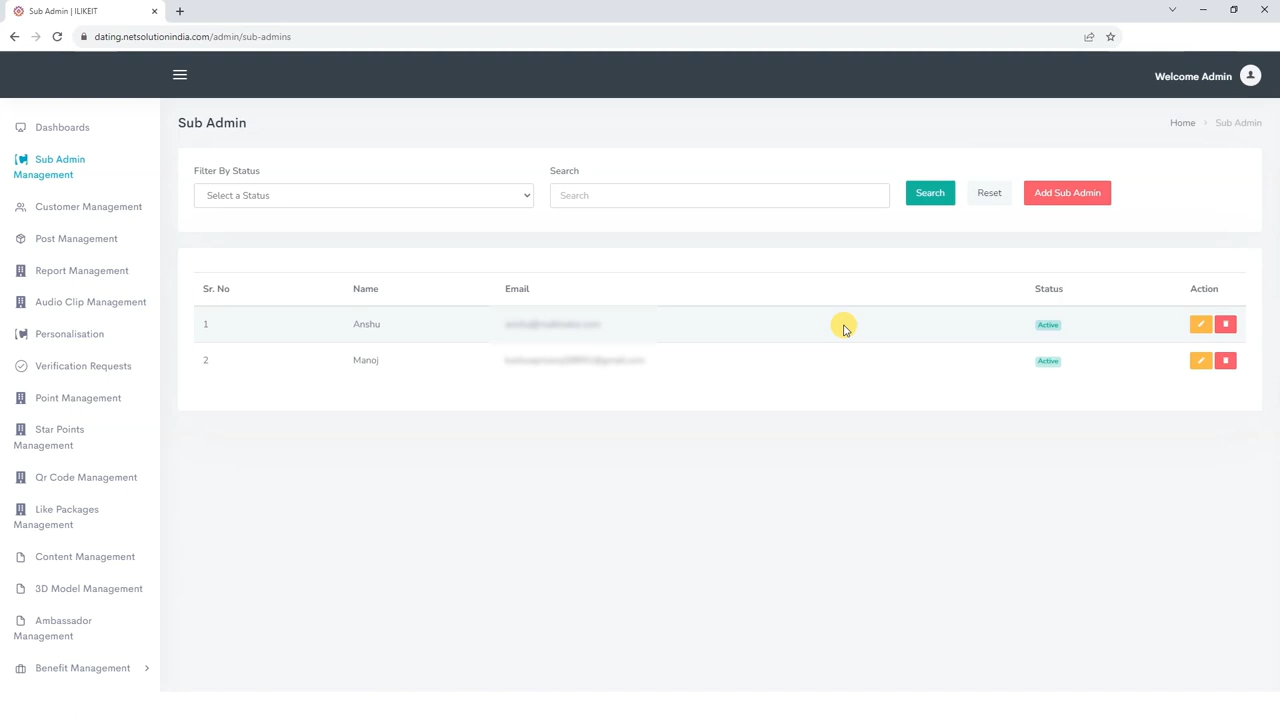 Sub Admin | ILIKEIT
dating.netsolutionindia.com/admin/sub-admins
Welcome Admin
Dashboards
Sub Admin
Management
Customer Management
Post Management
Report Management
Audio Clip Management
Personalisation
Verification Requests
Point Management
Star Points
Management
Qr Code Management
Like Packages
Management
Content Management
3D Model Management
Ambassador
Management
Benefit Management
Sub Admin
Home > Sub Admin
Filter By Status
Search
Select a Status
Search
Search
Reset
Add Sub Admin
Sr. No Name Email Status Action
1 Anshu Active
2 Manoj Active